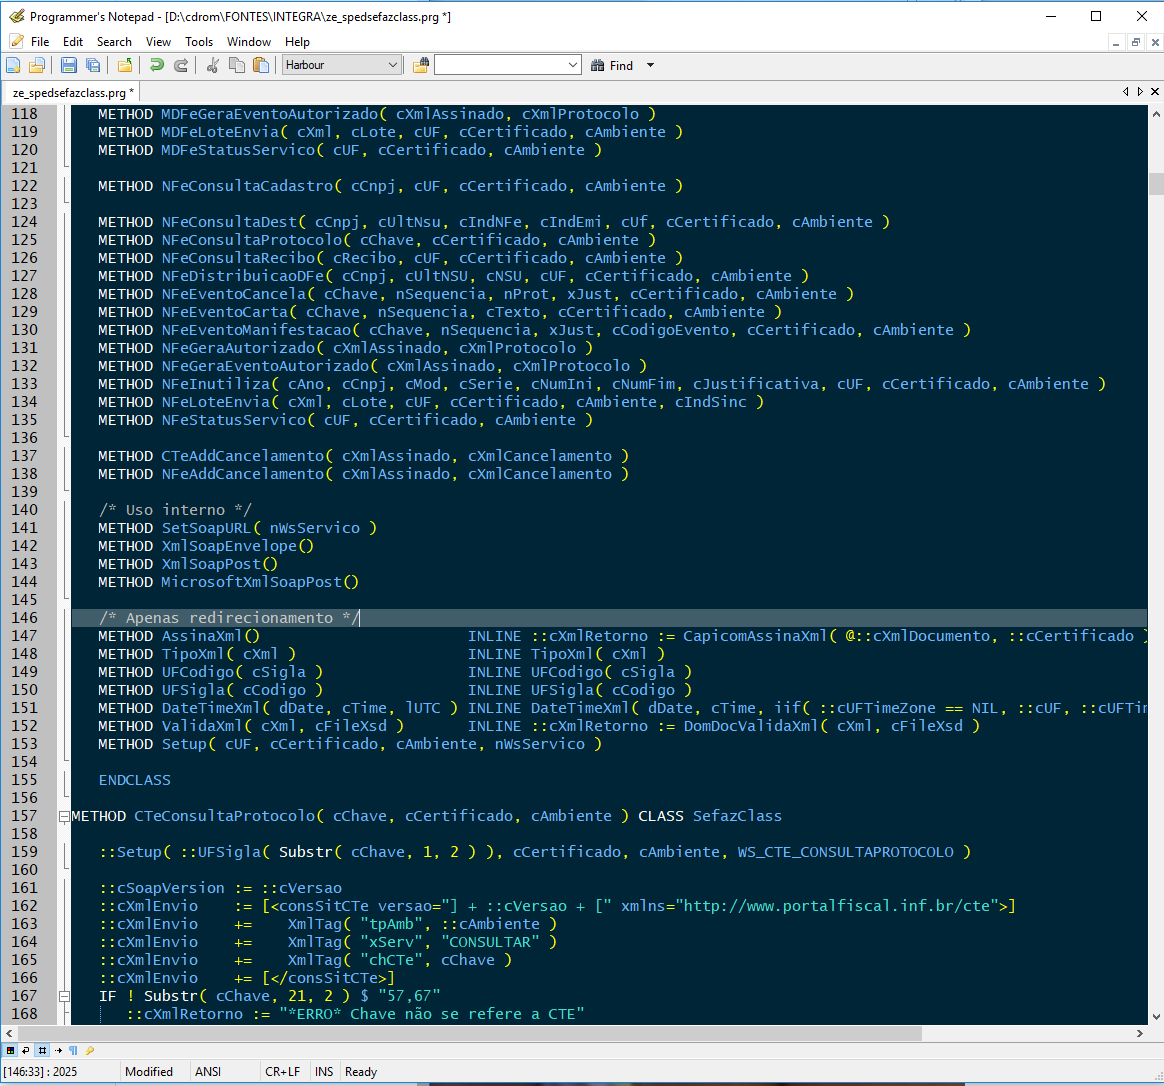 Programmer's Notepad - [D:\cdrom\FONTES\INTEGRA\ze_spedsefazclass.prg *]
File Edit Search View Tools Window Help
Harbour Find
ze_spedsefazclass.prg *
118 METHOD MDFeGeraEventoAutorizado( cXmlAssinado, cXmlProtocolo )
119 METHOD MDFeLoteEnvia( cXml, cLote, cUF, cCertificado, cAmbiente )
120 METHOD MDFeStatusServico( cUF, cCertificado, cAmbiente )
121
122 METHOD NFeConsultaCadastro( cCnpj, cUF, cCertificado, cAmbiente )
123
124 METHOD NFeConsultaDest( cCnpj, cUltNsu, cIndNFe, cIndEmi, cUf, cCertificado, cAmbiente )
125 METHOD NFeConsultaProtocolo( cChave, cCertificado, cAmbiente )
126 METHOD NFeConsultaRecibo( cRecibo, cUF, cCertificado, cAmbiente )
127 METHOD NFeDistribuicaoDFe( cCnpj, cUltNSU, cNSU, cUF, cCertificado, cAmbiente )
128 METHOD NFeEventoCancela( cChave, nSequencia, nProt, xJust, cCertificado, cAmbiente )
129 METHOD NFeEventoCarta( cChave, nSequencia, cTexto, cCertificado, cAmbiente )
130 METHOD NFeEventoManifestacao( cChave, nSequencia, xJust, cCodigoEvento, cCertificado, cAmbiente )
131 METHOD NFeGeraAutorizado( cXmlAssinado, cXmlProtocolo )
132 METHOD NFeGeraEventoAutorizado( cXmlAssinado, cXmlProtocolo )
133 METHOD NFeInutiliza( cAno, cCnpj, cMod, cSerie, cNumIni, cNumFim, cJustificativa, cUF, cCertificado, cAmbiente )
134 METHOD NFeLoteEnvia( cXml, cLote, cUF, cCertificado, cAmbiente, cIndSinc )
135 METHOD NFeStatusServico( cUF, cCertificado, cAmbiente )
136
137 METHOD CTeAddCancelamento( cXmlAssinado, cXmlCancelamento )
138 METHOD NFeAddCancelamento( cXmlAssinado, cXmlCancelamento )
139
140 /* Uso interno */
141 METHOD SetSoapURL( nWsServico )
142 METHOD XmlSoapEnvelope()
143 METHOD XmlSoapPost()
144 METHOD MicrosoftXmlSoapPost()
145
146 /* Apenas redirecionamento */
147 METHOD AssinaXml() INLINE ::cXmlRetorno := CapicomAssinaXml( @::cXmlDocumento, ::cCertificado )
148 METHOD TipoXml( cXml ) INLINE TipoXml( cXml )
149 METHOD UFCodigo( cSigla ) INLINE UFCodigo( cSigla )
150 METHOD UFSigla( cCodigo ) INLINE UFSigla( cCodigo )
151 METHOD DateTimeXml( dDate, cTime, lUTC ) INLINE DateTimeXml( dDate, cTime, iif( ::cUFTimeZone == NIL, ::cUF, ::cUFTim
152 METHOD ValidaXml( cXml, cFileXsd ) INLINE ::cXmlRetorno := DomDocValidaXml( cXml, cFileXsd )
153 METHOD Setup( cUF, cCertificado, cAmbiente, nWsServico )
154
155 ENDCLASS
156
157 METHOD CTeConsultaProtocolo( cChave, cCertificado, cAmbiente ) CLASS SefazClass
158
159 ::Setup( ::UFSigla( Substr( cChave, 1, 2 ) ), cCertificado, cAmbiente, WS_CTE_CONSULTAPROTOCOLO )
160
161 ::cSoapVersion := ::cVersao
162 ::cXmlEnvio := [<consSitCTe versao="] + ::cVersao + [" xmlns="http://www.portalfiscal.inf.br/cte">]
163 ::cXmlEnvio += XmlTag( "tpAmb", ::cAmbiente )
164 ::cXmlEnvio += XmlTag( "xServ", "CONSULTAR" )
165 ::cXmlEnvio += XmlTag( "chCTe", cChave )
166 ::cXmlEnvio += [</consSitCTe>]
167 IF ! Substr( cChave, 21, 2 ) $ "57,67"
168 ::cXmlRetorno := "*ERRO* Chave não se refere a CTE"
[146:33] : 2025 Modified ANSI CR+LF INS Ready